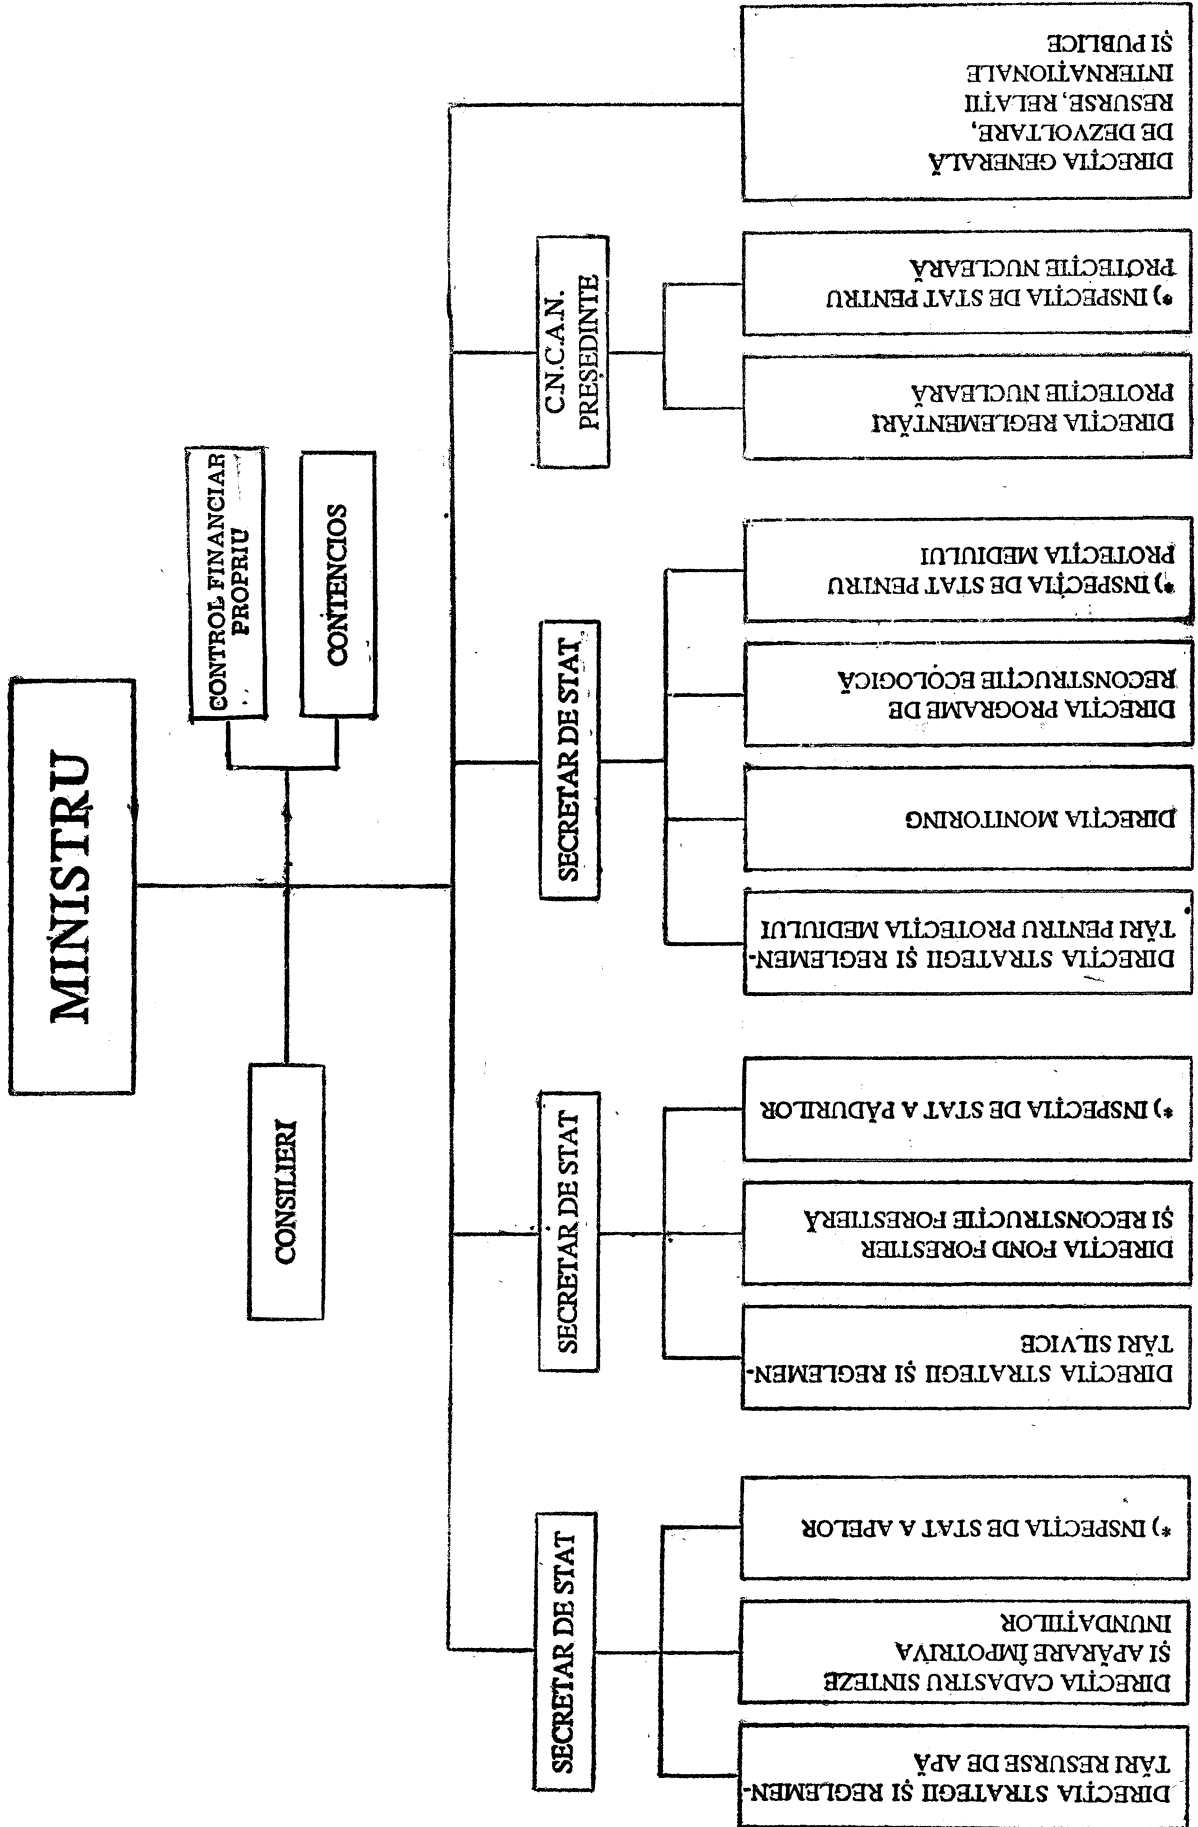 MINISTRU
CONSILIERI
CONTROL FINANCIAR
PROPRIU
CONTENCIOS
SECRETAR DE STAT
SECRETAR DE STAT
SECRETAR DE STAT
C.N.C.A.N.
PREȘEDINTE
DIRECȚIA STRATEGII ȘI REGLEMEN-
TĂRI RESURSE DE APĂ
DIRECȚIA CADASTRU SINTEZE
ȘI APĂRARE ÎMPOTRIVA
INUNDAȚIILOR
*) INSPECȚIA DE STAT A APELOR
DIRECȚIA STRATEGII ȘI REGLEMEN-
TĂRI SILVICE
DIRECȚIA FOND FORESTIER
ȘI RECONSTRUCȚIE FORESTIERĂ
*) INSPECȚIA DE STAT A PĂDURILOR
DIRECȚIA STRATEGII ȘI REGLEMEN-
TĂRI PENTRU PROTECȚIA MEDIULUI
DIRECȚIA MONITORING
DIRECȚIA PROGRAME DE
RECONSTRUCȚIE ECOLOGICĂ
*) INSPECȚIA DE STAT PENTRU
PROTECȚIA MEDIULUI
DIRECȚIA REGLEMENTĂRI
PROTECȚIE NUCLEARĂ
*) INSPECȚIA DE STAT PENTRU
PROTECȚIE NUCLEARĂ
DIRECȚIA GENERALĂ
DE DEZVOLTARE,
RESURSE, RELAȚII
INTERNAȚIONALE
ȘI PUBLICE